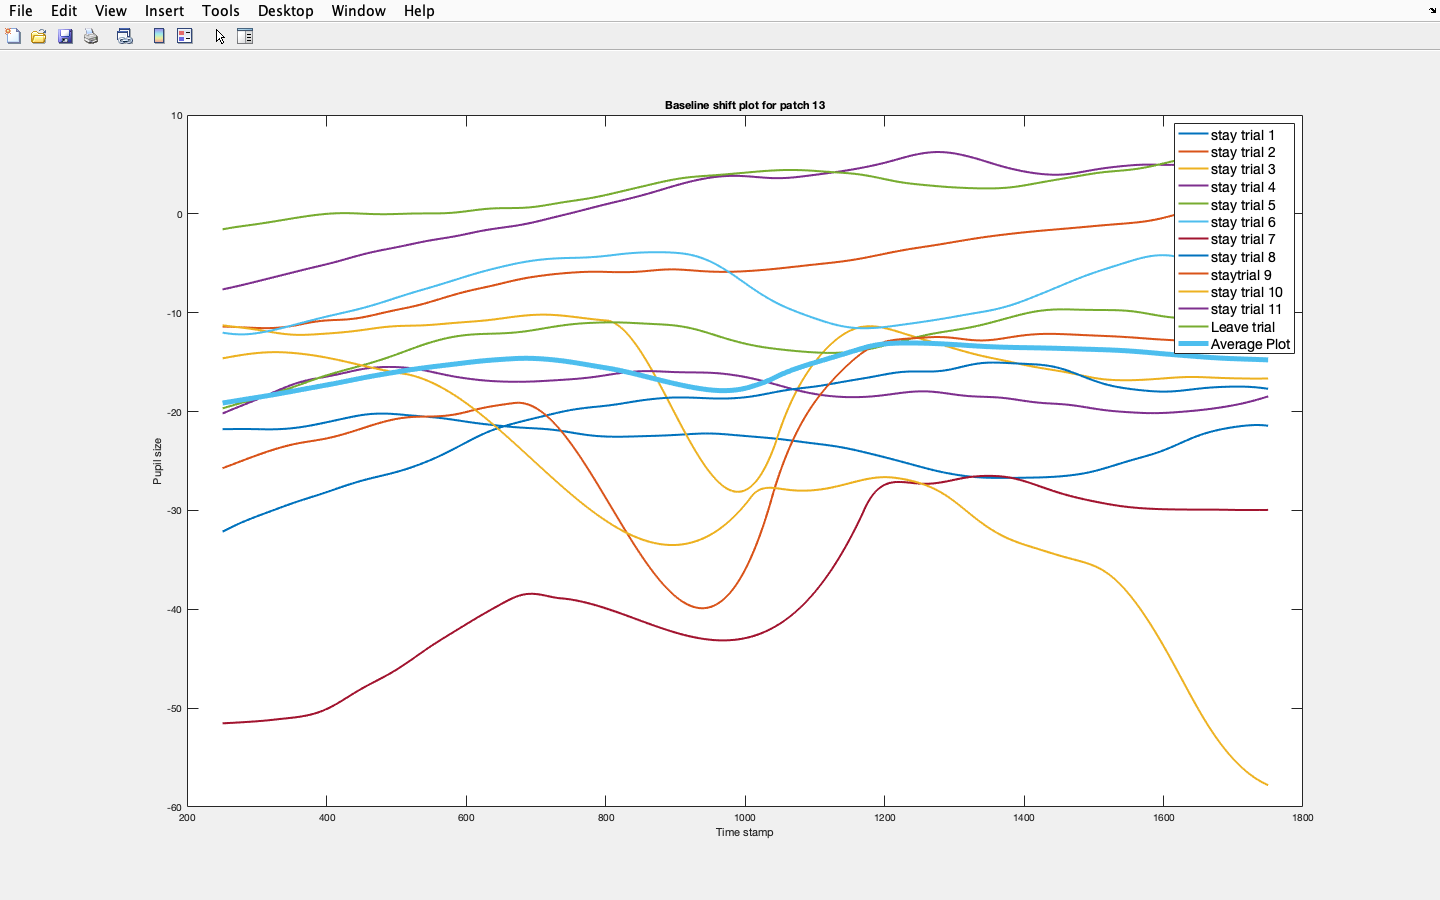 File Edit View Insert Tools Desktop Window Help
Baseline shift plot for patch 13
10
0
-10
-20
-30
-40
-50
-60
Pupil size
200 400 600 800 1000 1200 1400 1600 1800
Time stamp
stay trial 1
stay trial 2
stay trial 3
stay trial 4
stay trial 5
stay trial 6
stay trial 7
stay trial 8
staytrial 9
stay trial 10
stay trial 11
Leave trial
Average Plot